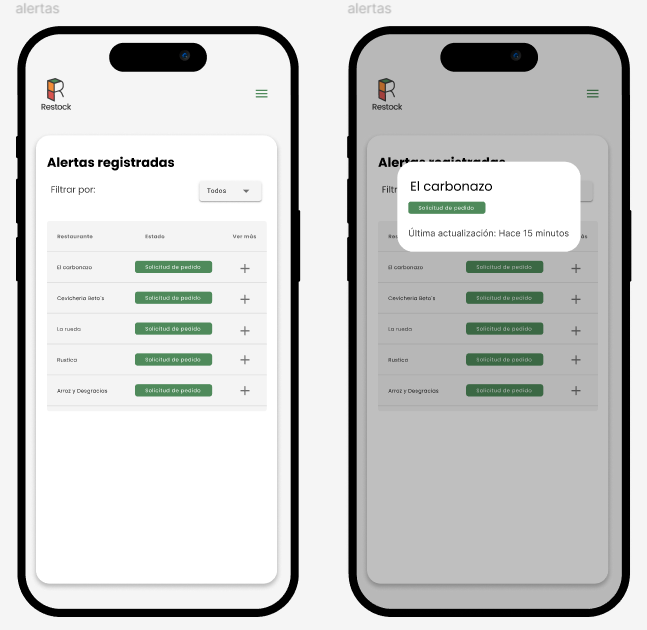 alertas
Restock
Alertas registradas
Filtrar por:
Todos
Restaurante Estado Ver más
El carbonazo Solicitud de pedido
Cevicheria Beto's Solicitud de pedido
La rueda Solicitud de pedido
Rustica Solicitud de pedido
Arroz y Desgracias Solicitud de pedido
alertas
Restock
Alertas registradas
El carbonazo
Solicitud de pedido
Última actualización: Hace 15 minutos
El carbonazo Solicitud de pedido
Cevicheria Beto's Solicitud de pedido
La rueda Solicitud de pedido
Rustica Solicitud de pedido
Arroz y Desgracias Solicitud de pedido